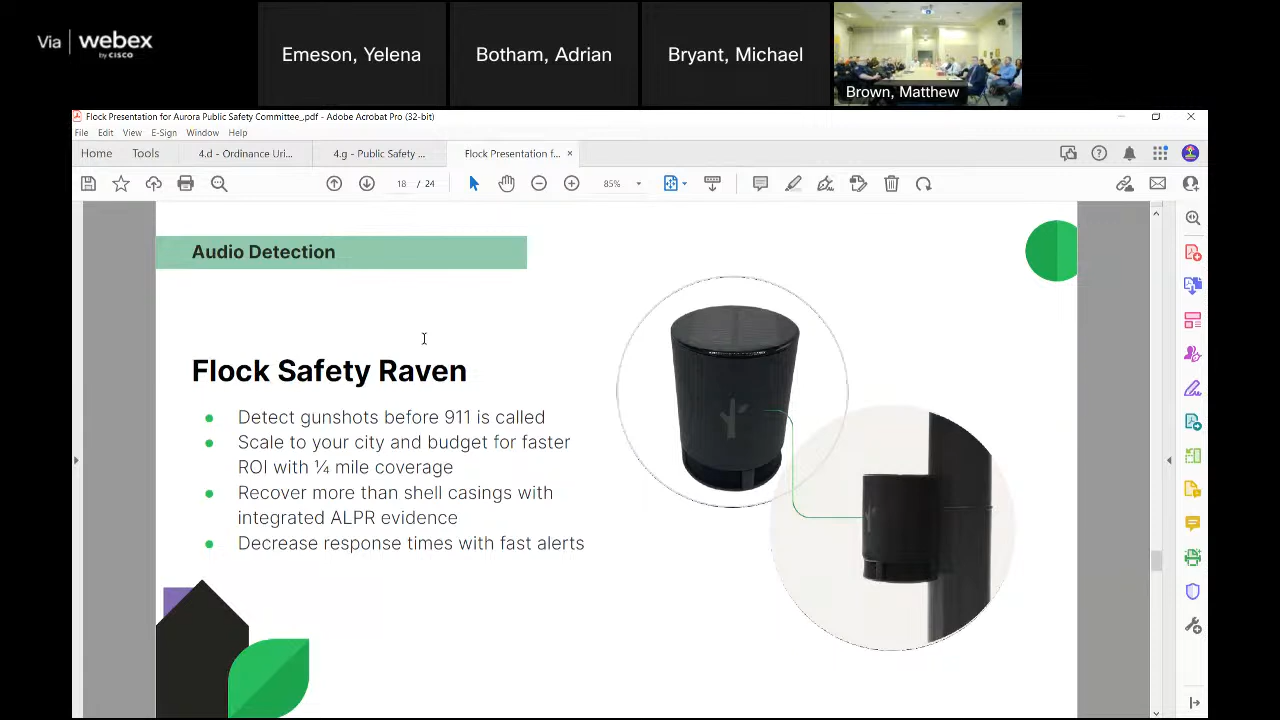 Via webex
by CISCO
Emeson, Yelena
Botham, Adrian
Bryant, Michael
Brown, Matthew
Flock Presentation for Aurora Public Safety Committee_.pdf - Adobe Acrobat Pro (32-bit)
File Edit View E-Sign Window Help
Home Tools 4.d - Ordinance Uri... 4.g - Public Safety ... Flock Presentation f... ×
18 / 24 85%
Audio Detection
Flock Safety Raven
Detect gunshots before 911 is called
Scale to your city and budget for faster
ROI with ¼ mile coverage
Recover more than shell casings with
integrated ALPR evidence
Decrease response times with fast alerts